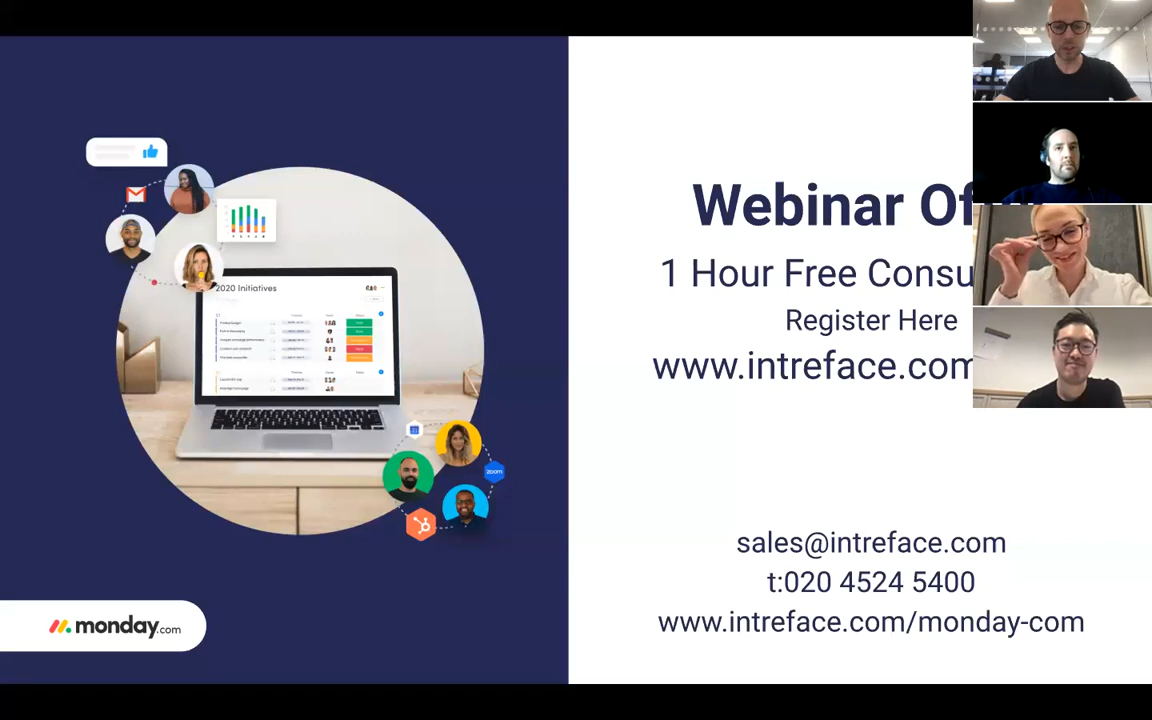 Webinar Of
1 Hour Free Consu
Register Here
www.intreface.com
2020 Initiatives
zoom
sales@intreface.com
t:020 4524 5400
www.intreface.com/monday-com
monday.com